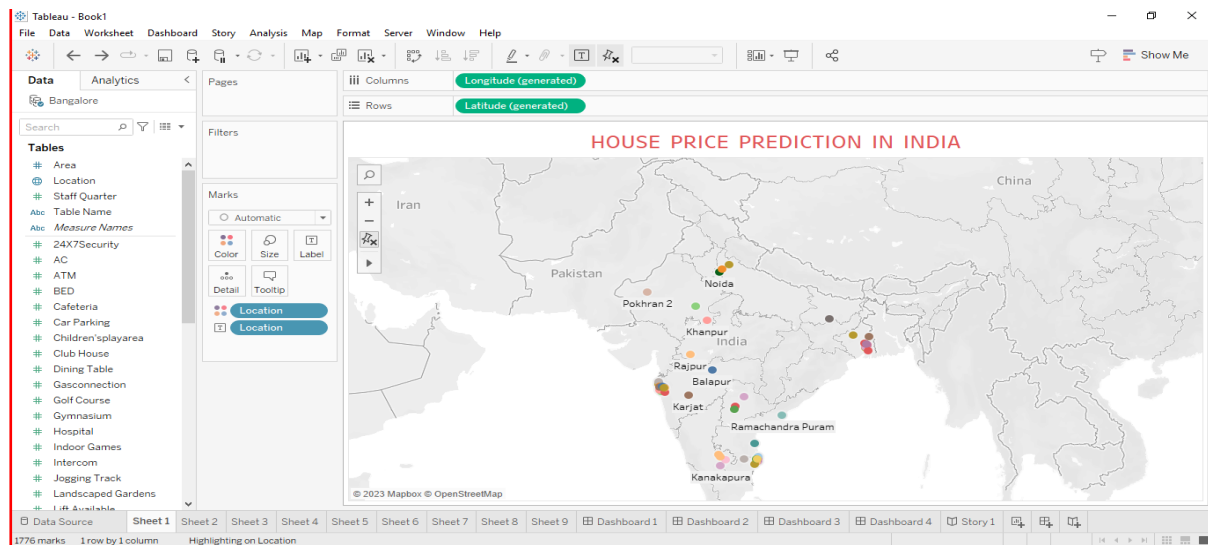 Tableau - Book1
File Data Worksheet Dashboard Story Analysis Map Format Server Window Help
Show Me
Data Analytics
Bangalore
Search
Tables
Area
Location
Staff Quarter
Abc Table Name
Abc Measure Names
24X7Security
AC
ATM
BED
Cafeteria
Car Parking
Children'splayarea
Club House
Dining Table
Gasconnection
Golf Course
Gymnasium
Hospital
Indoor Games
Intercom
Jogging Track
Landscaped Gardens
Lift Available
Pages
Filters
Marks
Automatic
Color Size Label
Detail Tooltip
Location
Location
Columns Longitude (generated)
Rows Latitude (generated)
HOUSE PRICE PREDICTION IN INDIA
Iran
China
Pakistan
Noida
Pokhran 2
Khanpur
India
Rajpur
Balapur
Karjat
Ramachandra Puram
Kanakapura
© 2023 Mapbox © OpenStreetMap
Data Source Sheet 1 Sheet 2 Sheet 3 Sheet 4 Sheet 5 Sheet 6 Sheet 7 Sheet 8 Sheet 9 Dashboard 1 Dashboard 2 Dashboard 3 Dashboard 4 Story 1
1776 marks 1 row by 1 column Highlighting on Location